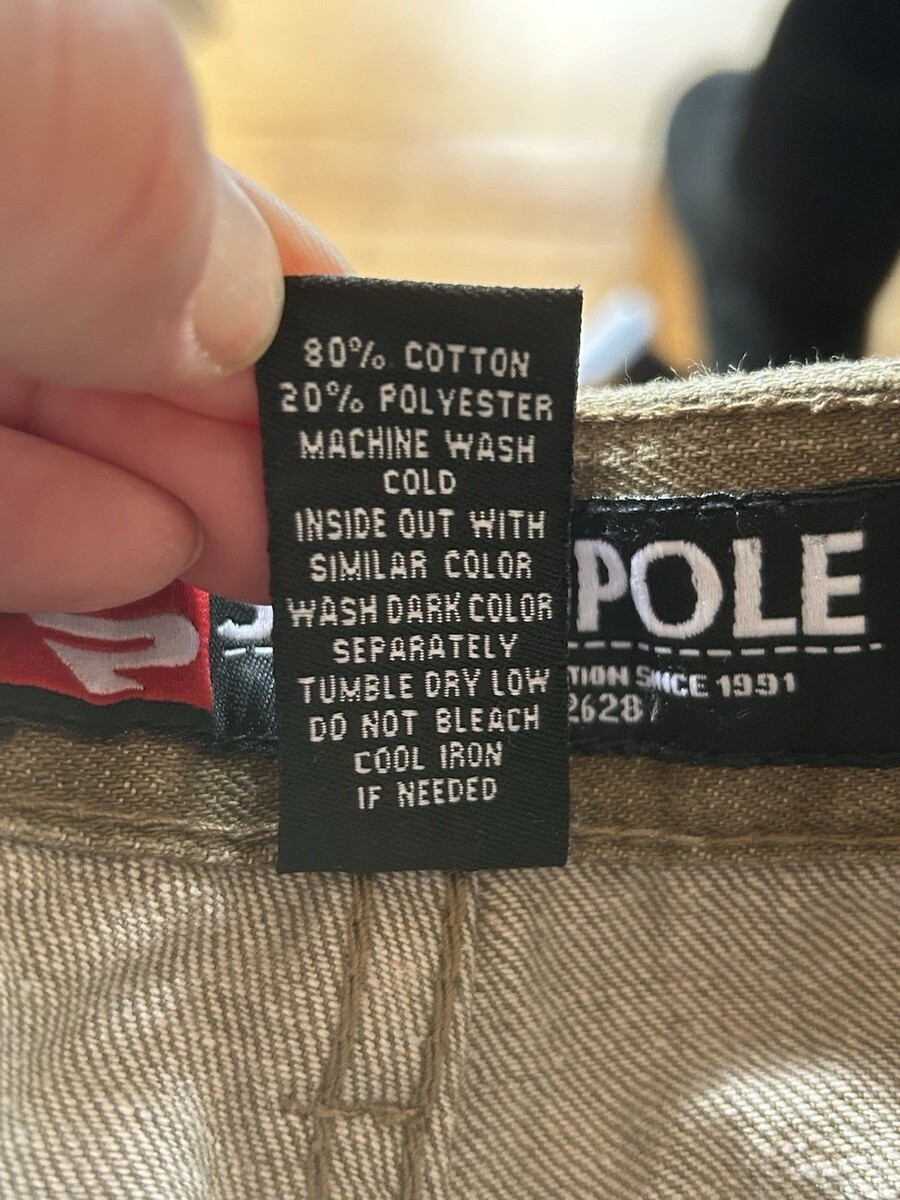 80% COTTON
20% POLYESTER
MACHINE WASH
COLD
INSIDE OUT WITH
SIMILAR COLOR
WASH DARK COLOR
SEPARATELY
TUMBLE DRY LOW
DO NOT BLEACH
COOL IRON
IF NEEDED
POLE
SINCE 1991